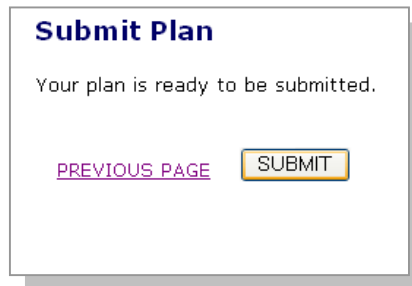 Submit Plan
Your plan is ready to be submitted.
PREVIOUS PAGE SUBMIT